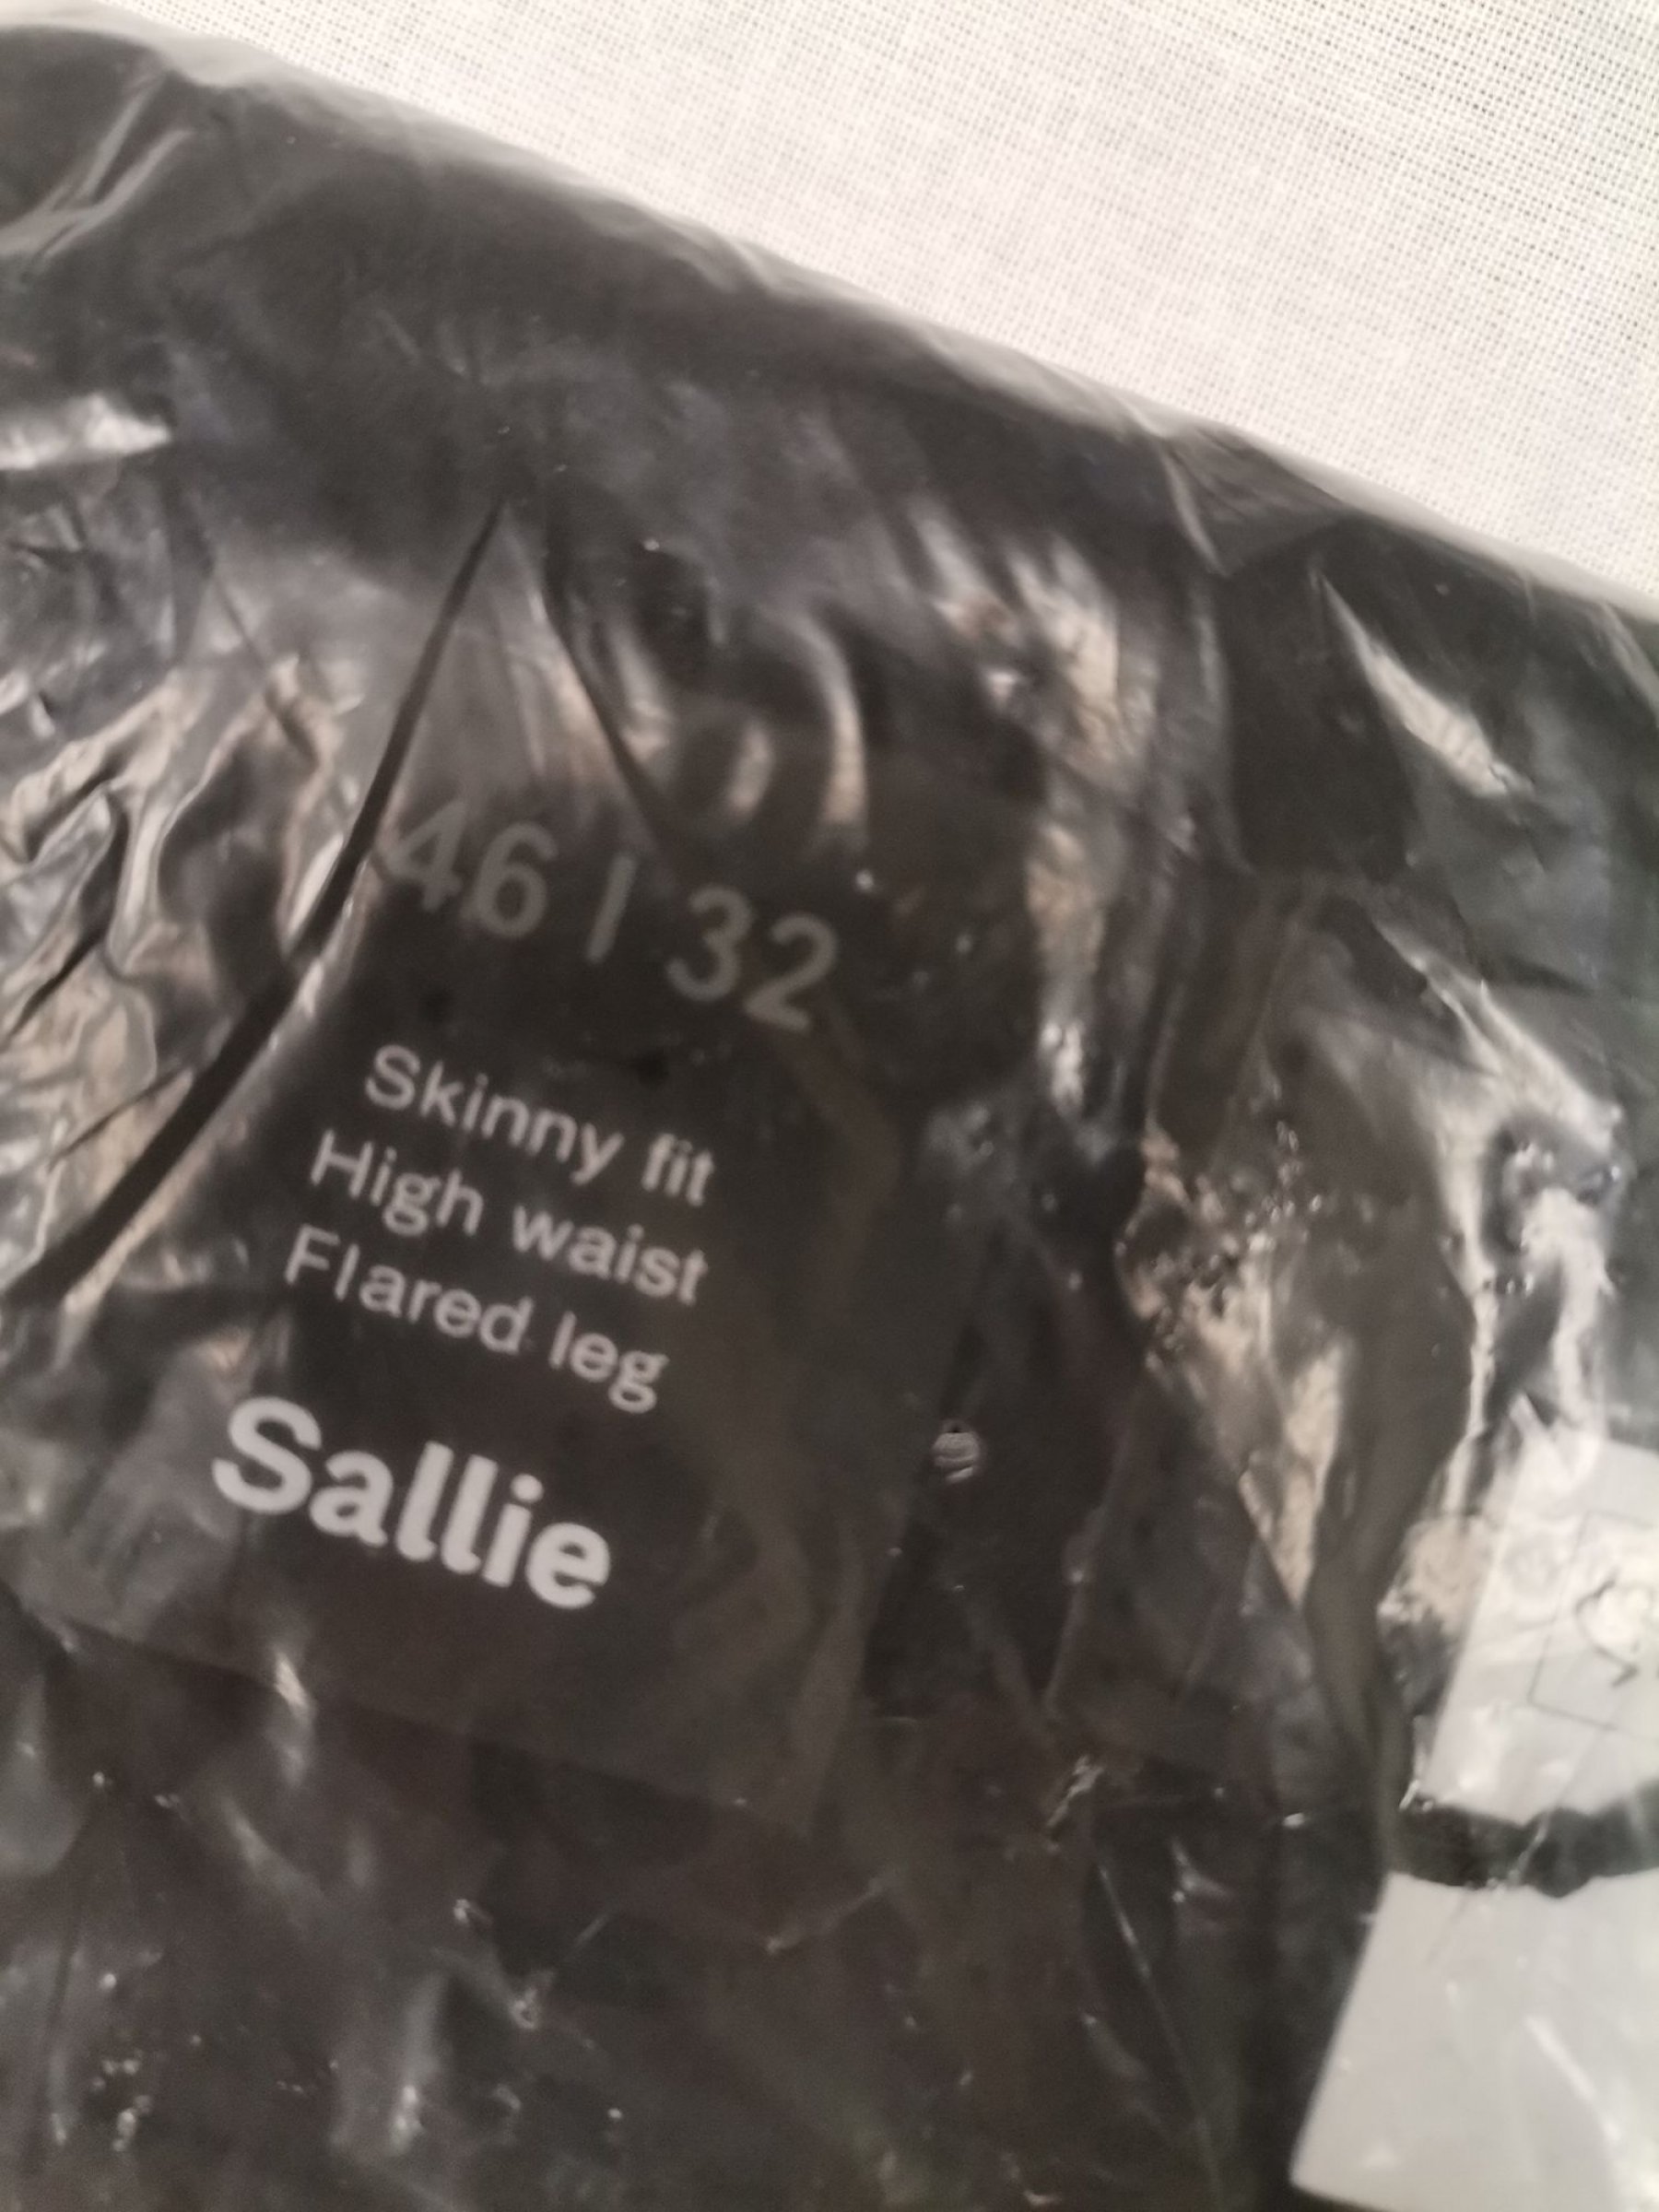 46 | 32
Skinny fit
High waist
Flared leg
Sallie